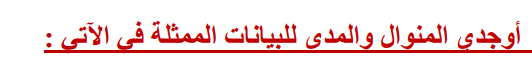 أوجدي المنوال والمدى للبيانات الممثلة في الآتي :